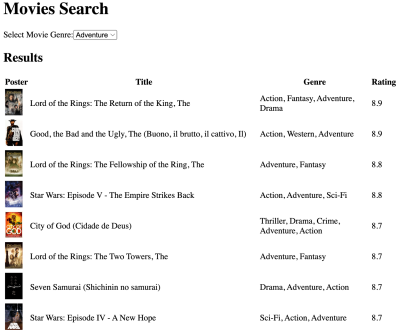 Movies Search
Select Movie Genre: Adventure
Results
Poster Title Genre Rating
Lord of the Rings: The Return of the King, The Action, Fantasy, Adventure, Drama 8.9
Good, the Bad and the Ugly, The (Buono, il brutto, il cattivo, Il) Action, Western, Adventure 8.9
Lord of the Rings: The Fellowship of the Ring, The Adventure, Fantasy 8.8
Star Wars: Episode V - The Empire Strikes Back Action, Adventure, Sci-Fi 8.8
GOD
City of God (Cidade de Deus) Thriller, Drama, Crime, Adventure, Action 8.7
Lord of the Rings: The Two Towers, The Adventure, Fantasy 8.7
Seven Samurai (Shichinin no samurai) Drama, Adventure, Action 8.7
Star Wars: Episode IV - A New Hope Sci-Fi, Action, Adventure 8.7